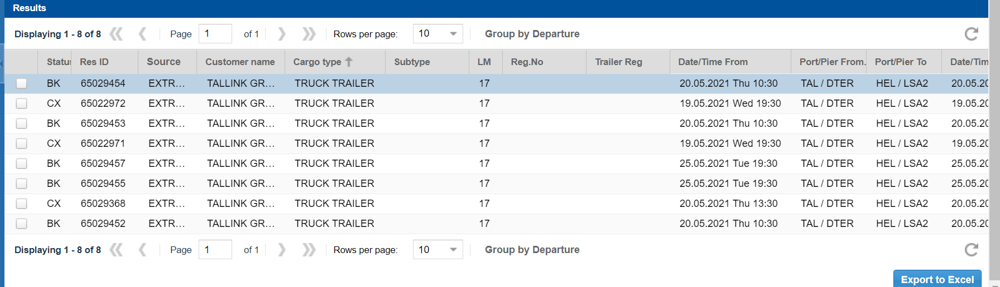 Results
Displaying 1 - 8 of 8 Page 1 of 1 Rows per page: 10 Group by Departure
Status Res ID Source Customer name Cargo type Subtype LM Reg.No Trailer Reg Date/Time From Port/Pier From. Port/Pier To Date/Tim
BK 65029454 EXTR... TALLINK GR... TRUCK TRAILER 17 20.05.2021 Thu 10:30 TAL / DTER HEL / LSA2 20.05.20
CX 65022972 EXTR... TALLINK GR... TRUCK TRAILER 17 19.05.2021 Wed 19:30 TAL / DTER HEL / LSA2 19.05.20
BK 65029453 EXTR... TALLINK GR... TRUCK TRAILER 17 20.05.2021 Thu 10:30 TAL / DTER HEL / LSA2 20.05.20
CX 65022971 EXTR... TALLINK GR... TRUCK TRAILER 17 19.05.2021 Wed 19:30 TAL / DTER HEL / LSA2 19.05.20
BK 65029457 EXTR... TALLINK GR... TRUCK TRAILER 17 25.05.2021 Tue 19:30 TAL / DTER HEL / LSA2 25.05.20
BK 65029455 EXTR... TALLINK GR... TRUCK TRAILER 17 25.05.2021 Tue 19:30 TAL / DTER HEL / LSA2 25.05.20
CX 65029368 EXTR... TALLINK GR... TRUCK TRAILER 17 20.05.2021 Thu 13:30 TAL / DTER HEL / LSA2 20.05.20
BK 65029452 EXTR... TALLINK GR... TRUCK TRAILER 17 20.05.2021 Thu 10:30 TAL / DTER HEL / LSA2 20.05.20
Displaying 1 - 8 of 8 Page 1 of 1 Rows per page: 10 Group by Departure
Export to Excel